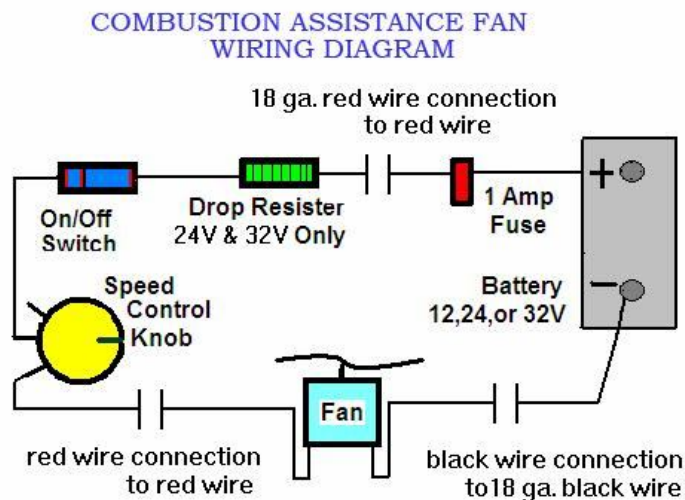 COMBUSTION ASSISTANCE FAN
WIRING DIAGRAM
18 ga. red wire connection
to red wire
On/Off
Switch
Drop Resister
24V & 32V Only
1 Amp
Fuse
+
Speed
Control
Knob
Battery
12,24,or 32V
−
Fan
red wire connection
to red wire
black wire connection
to18 ga. black wire